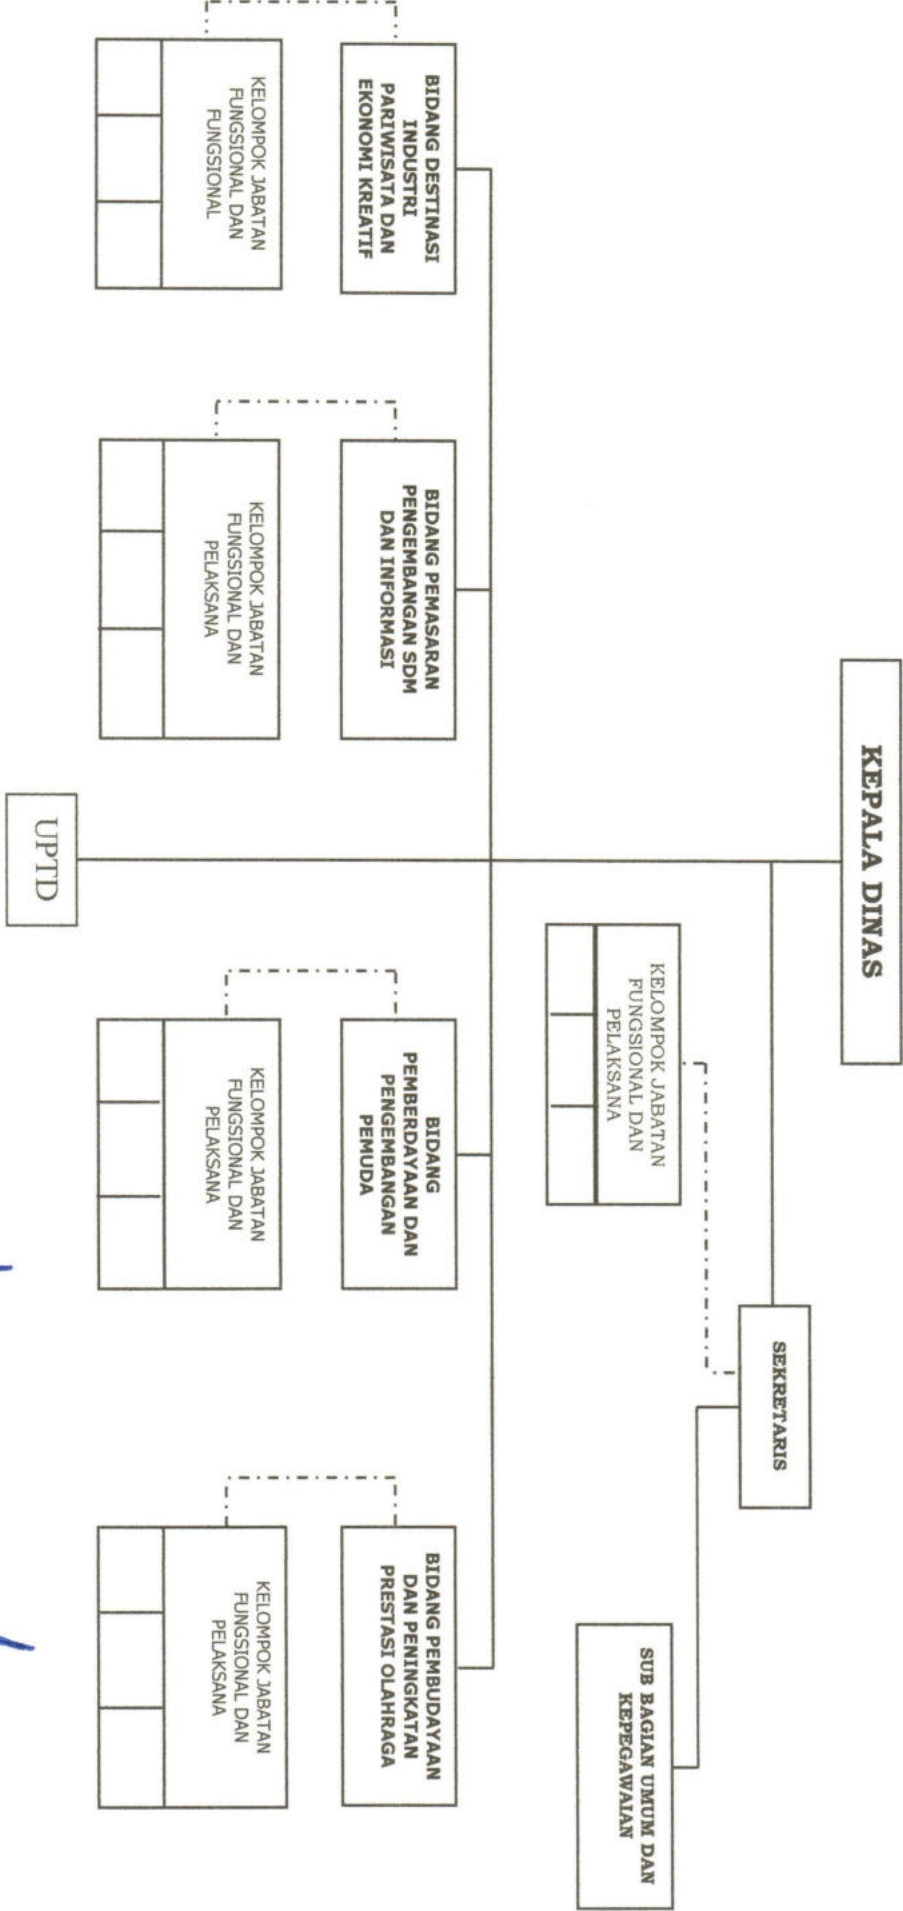 KEPALA DINAS
SEKRETARIS
SUB BAGIAN UMUM DAN
KEPEGAWAIAN
KELOMPOK JABATAN
FUNGSIONAL DAN
PELAKSANA
BIDANG DESTINASI
INDUSTRI
PARIWISATA DAN
EKONOMI KREATIF
BIDANG PEMASARAN
PENGEMBANGAN SDM
DAN INFORMASI
BIDANG
PEMBERDAYAAN DAN
PENGEMBANGAN
PEMUDA
BIDANG PEMBUDAYAAN
DAN PENINGKATAN
PRESTASI OLAHRAGA
KELOMPOK JABATAN
FUNGSIONAL DAN
FUNGSIONAL
KELOMPOK JABATAN
FUNGSIONAL DAN
PELAKSANA
KELOMPOK JABATAN
FUNGSIONAL DAN
PELAKSANA
KELOMPOK JABATAN
FUNGSIONAL DAN
PELAKSANA
UPTD